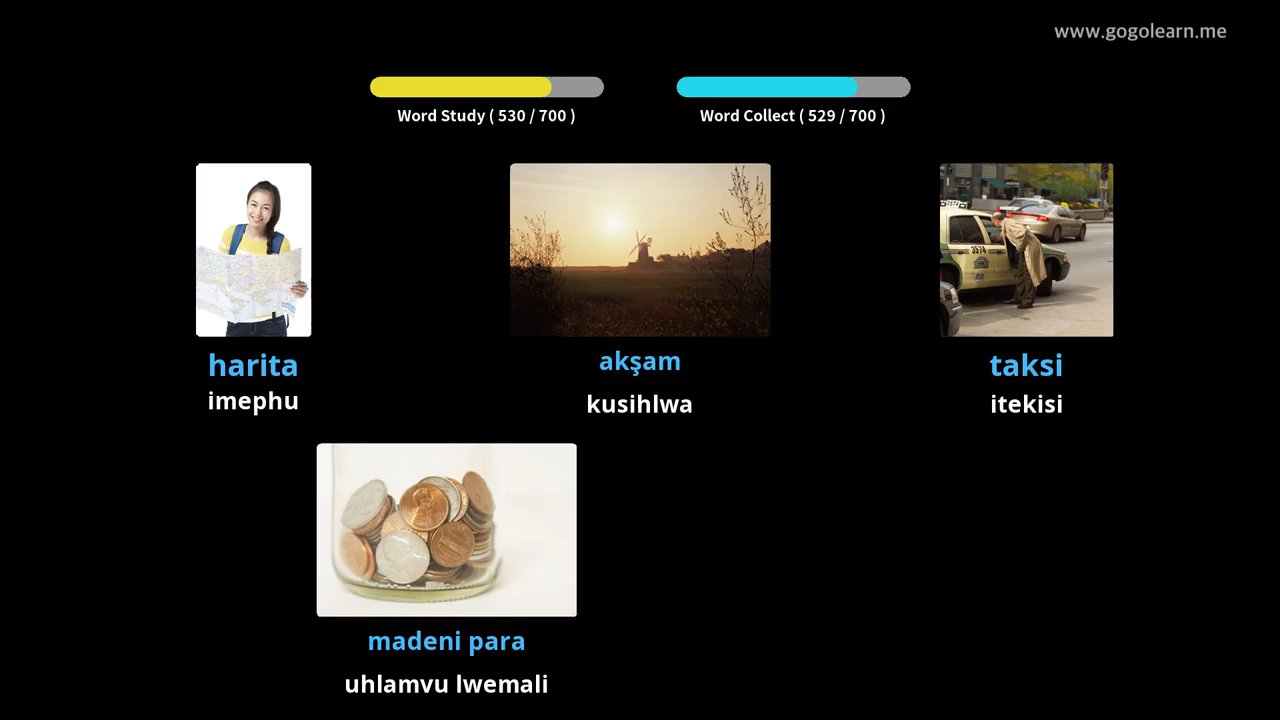 www.gogolearn.me
Word Study ( 530 / 700 )
Word Collect ( 529 / 700 )
3574
harita
imephu
akşam
kusihlwa
taksi
itekisi
madeni para
uhlamvu lwemali